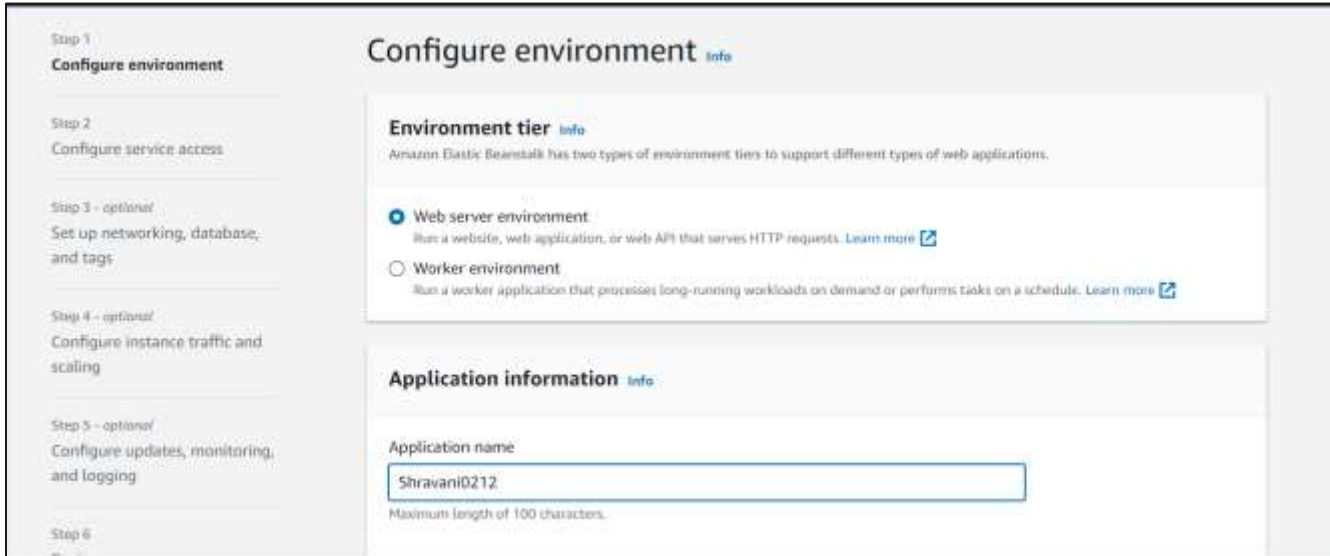 Step 1
Configure environment
Step 2
Configure service access
Step 3 - optional
Set up networking, database,
and tags
Step 4 - optional
Configure instance traffic and
scaling
Step 5 - optional
Configure updates, monitoring,
and logging
Step 6
Configure environment Info
Environment tier Info
Amazon Elastic Beanstalk has two types of environment tiers to support different types of web applications.
Web server environment
Run a website, web application, or web API that serves HTTP requests. Learn more
Worker environment
Run a worker application that processes long-running workloads on demand or performs tasks on a schedule. Learn more
Application information Info
Application name
Shravani0212
Maximum length of 100 characters.